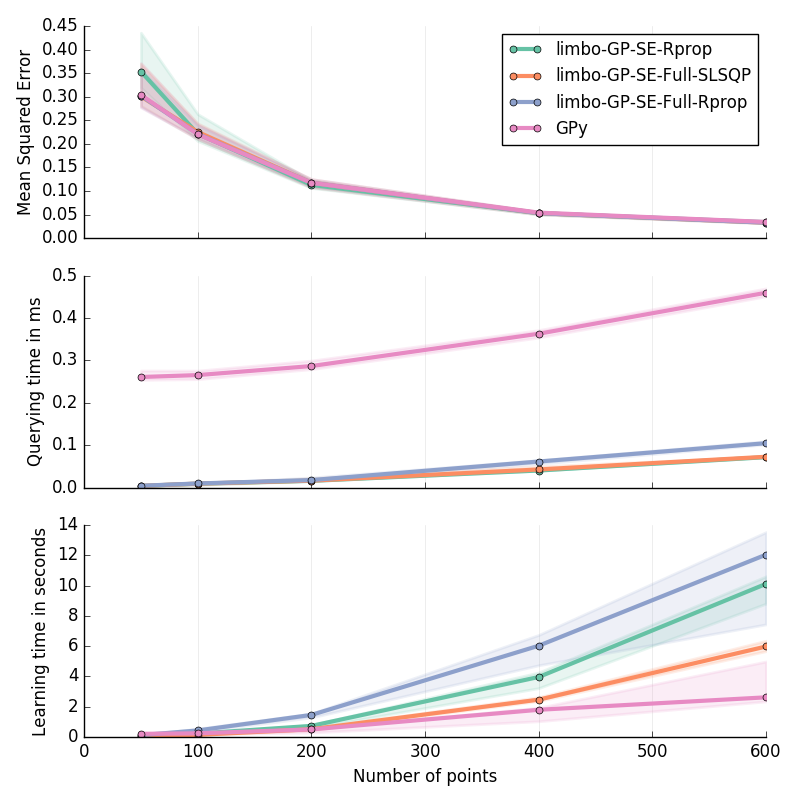 Mean Squared Error
0.45
0.40
0.35
0.30
0.25
0.20
0.15
0.10
0.05
0.00
limbo-GP-SE-Rprop
limbo-GP-SE-Full-SLSQP
limbo-GP-SE-Full-Rprop
GPy
Querying time in ms
0.5
0.4
0.3
0.2
0.1
0.0
Learning time in seconds
14
12
10
8
6
4
2
0
0 100 200 300 400 500 600
Number of points